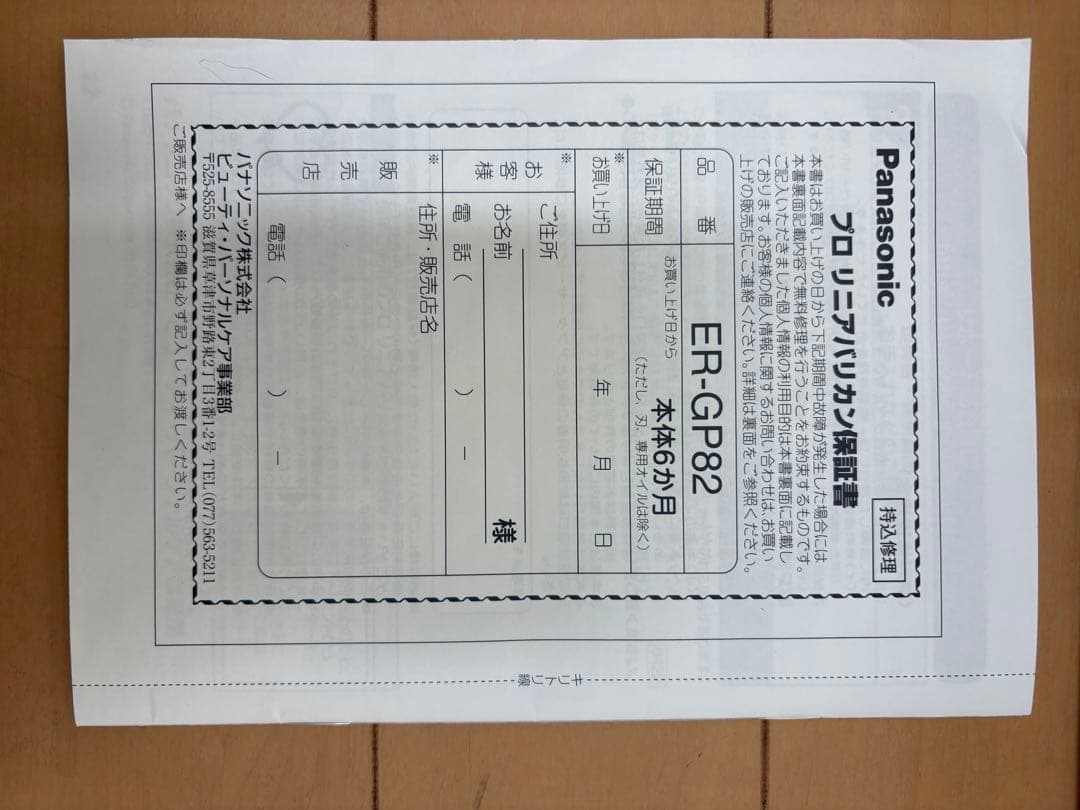 Panasonic
プロ リニアバリカン保証書
持込修理
本書はお買い上げの日から下記期間中故障が発生した場合には
本書裏面記載内容で無料修理を行うことをお約束するものです。
ご記入いただきました個人情報の利用目的は本書裏面に記載し
ております。お客様の個人情報に関するお問い合わせは、お買い
上げの販売店にご連絡ください。詳細は裏面をご参照ください。
品番 ER-GP82
保証期間 お買い上げ日から 本体6か月
(ただし、刃、専用オイルは除く)
※お買い上げ日 年 月 日
※お客様
ご住所
お名前 様
電話( ) －
※販売店
住所・販売店名
電話( ) －
パナソニック株式会社
ビューティ・パーソナルケア事業部
〒525-8555 滋賀県草津市野路東2丁目3番1-2号 TEL(077)563-5211
ご販売店様へ ※印欄は必ず記入してお渡しください。
キリトリ線